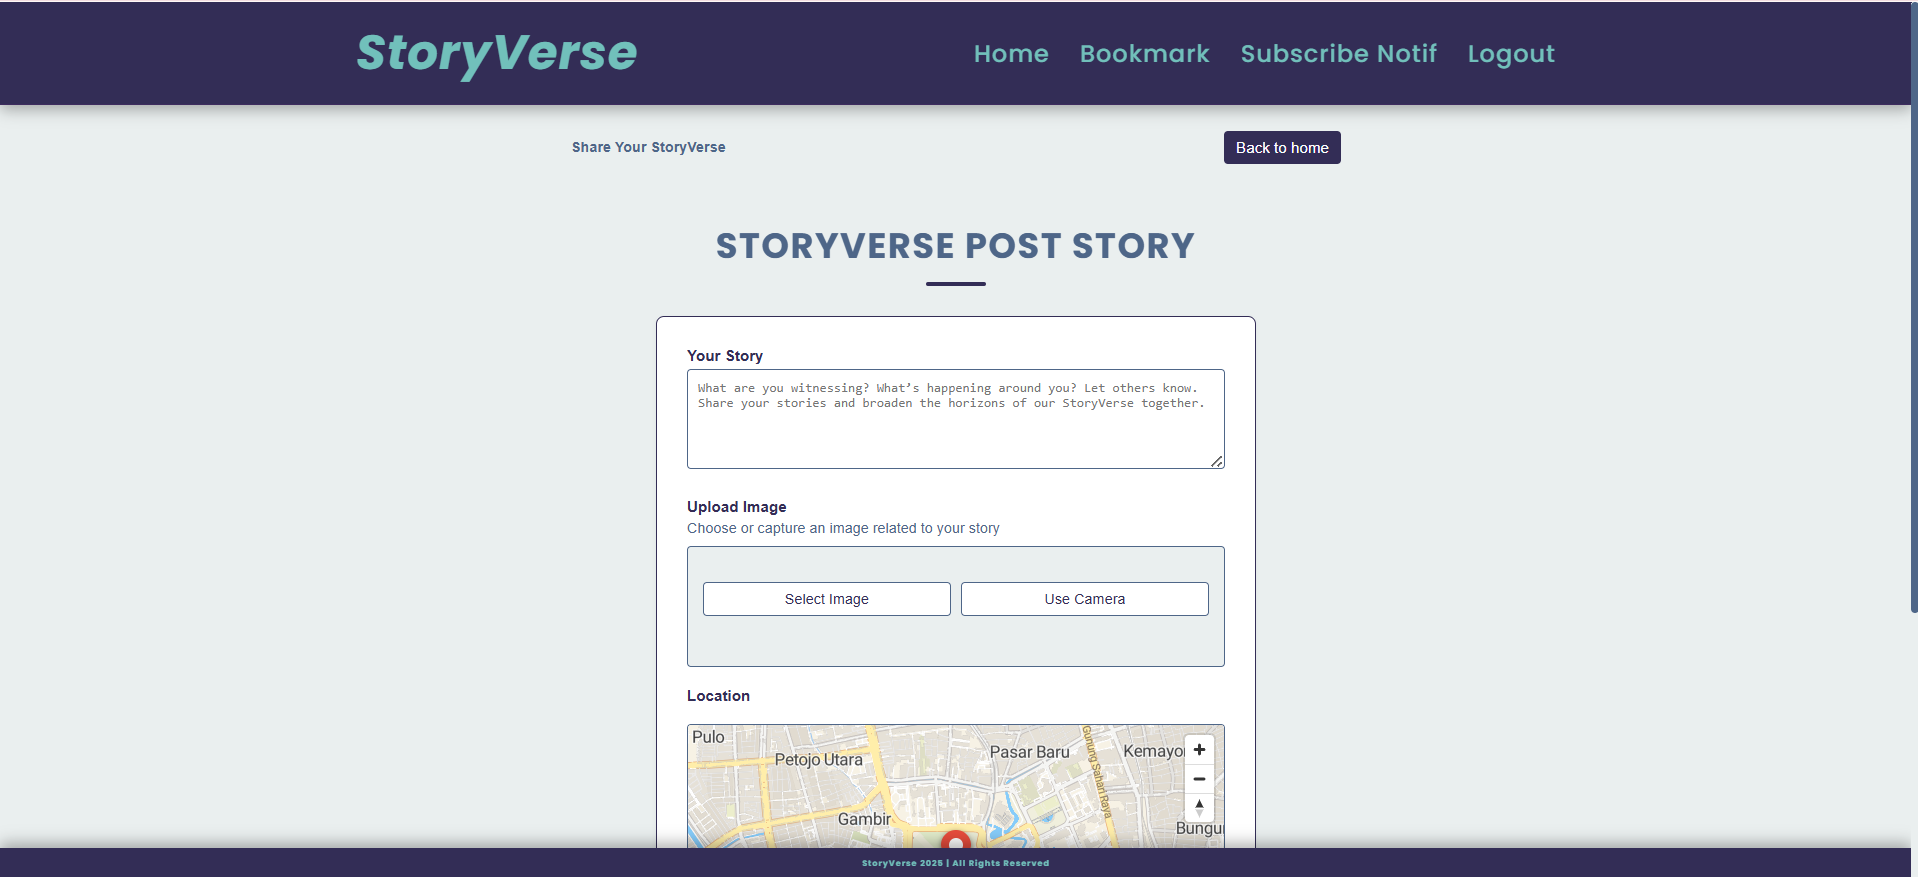 StoryVerse
Home Bookmark Subscribe Notif Logout
Share Your StoryVerse
Back to home
STORYVERSE POST STORY
Your Story
What are you witnessing? What’s happening around you? Let others know.
Share your stories and broaden the horizons of our StoryVerse together.
Upload Image
Choose or capture an image related to your story
Select Image
Use Camera
Location
Pulo
Petojo Utara
Pasar Baru
Gunung Sahari Raya
Kemayo
Gambir
Bungu
StoryVerse 2025 | All Rights Reserved